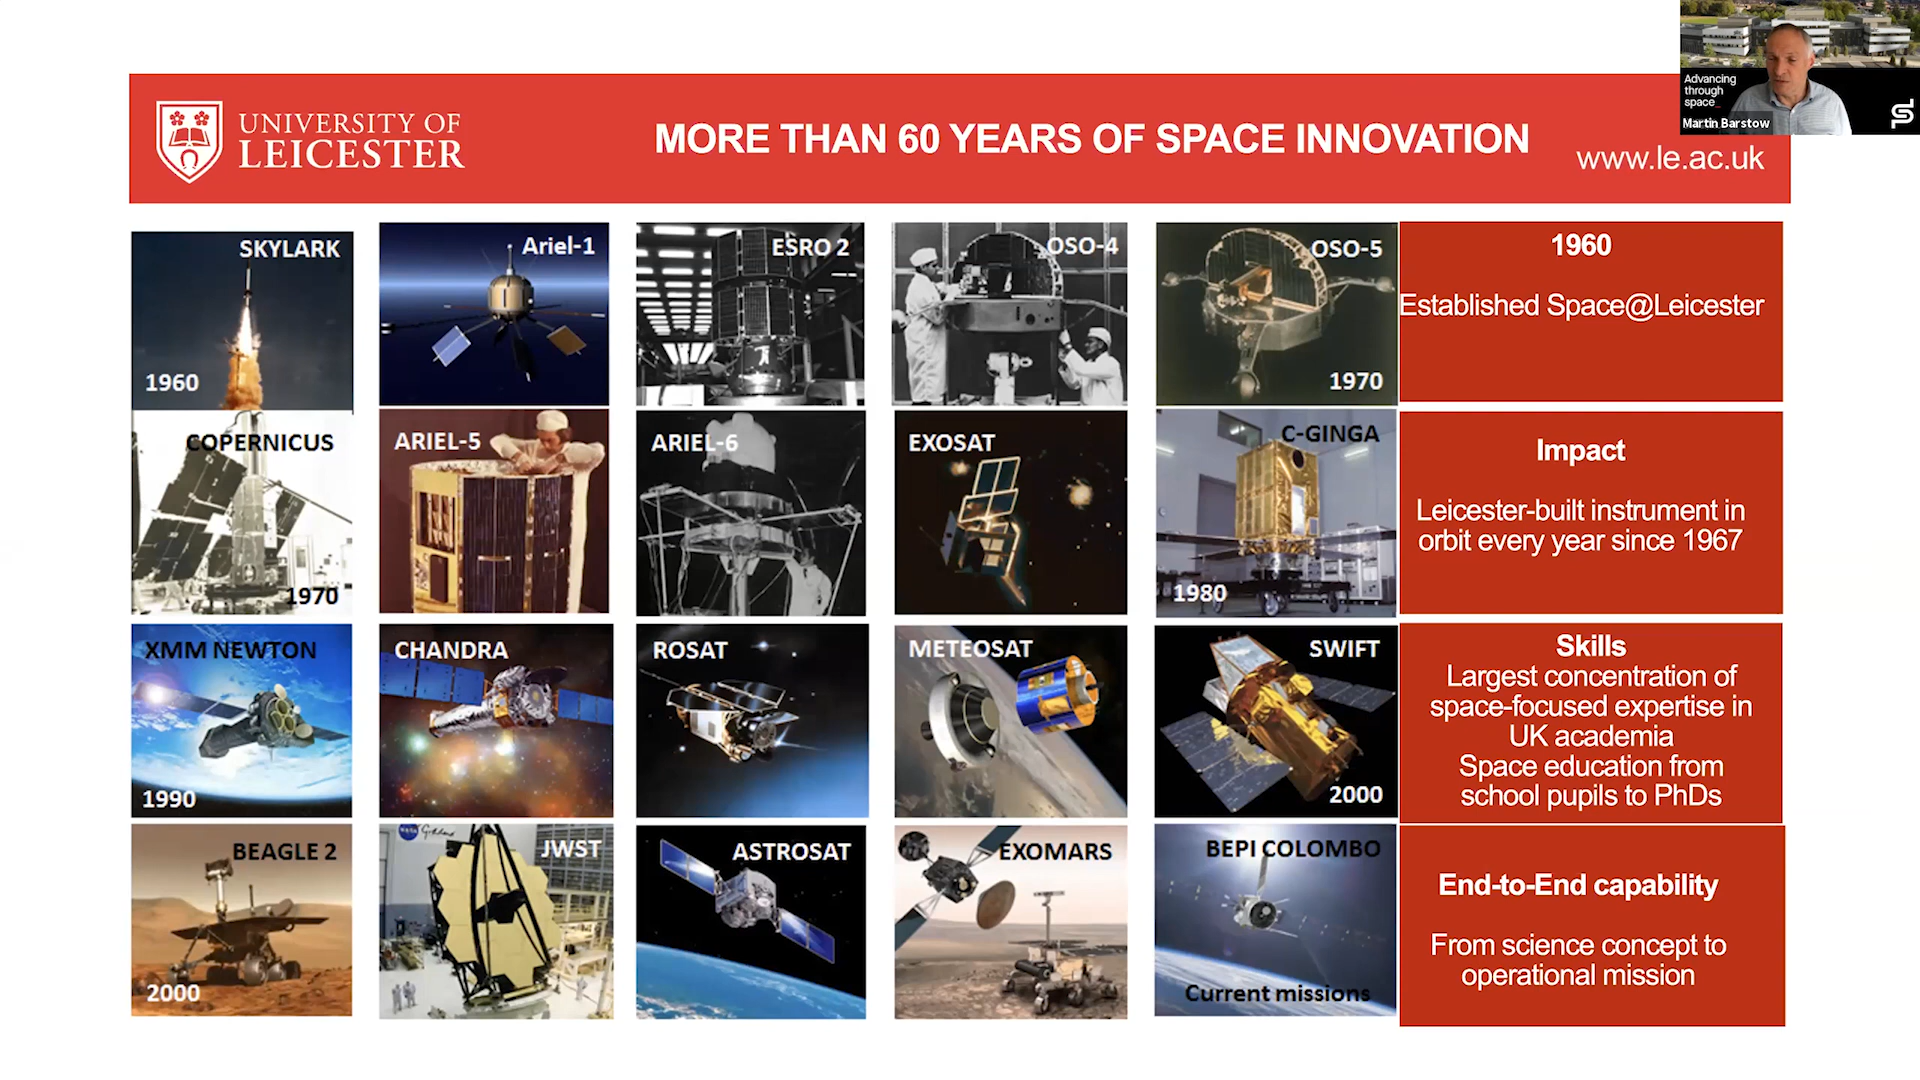 UNIVERSITY OF
LEICESTER
MORE THAN 60 YEARS OF SPACE INNOVATION
www.le.ac.uk
Advancing
through
space_
Martin Barstow
SKYLARK
1960
Ariel-1
ESRO 2
OSO-4
OSO-5
1970
1960
Established Space@Leicester
COPERNICUS
1970
ARIEL-5
ARIEL-6
EXOSAT
C-GINGA
1980
Impact
Leicester-built instrument in
orbit every year since 1967
XMM NEWTON
1990
CHANDRA
ROSAT
METEOSAT
SWIFT
2000
Skills
Largest concentration of
space-focused expertise in
UK academia
Space education from
school pupils to PhDs
BEAGLE 2
2000
JWST
ASTROSAT
EXOMARS
BEPI COLOMBO
Current missions
End-to-End capability
From science concept to
operational mission